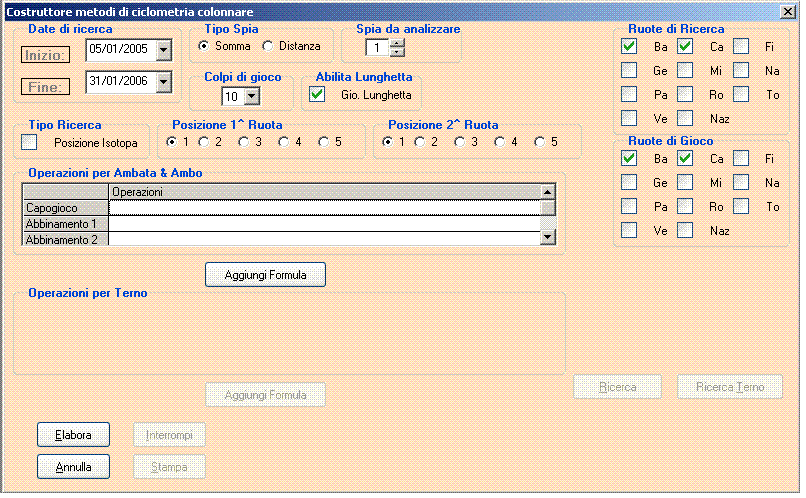 Costruttore metodi di ciclometria colonnare
Date di ricerca
Inizio: 05/01/2005
Fine: 31/01/2006
Tipo Spia
Somma Distanza
Spia da analizzare
1
Colpi di gioco
10
Abilita Lunghetta
Gio. Lunghetta
Ruote di Ricerca
Ba Ca Fi
Ge Mi Na
Pa Ro To
Ve Naz
Tipo Ricerca
Posizione Isotopa
Posizione 1^ Ruota
1 2 3 4 5
Posizione 2^ Ruota
1 2 3 4 5
Ruote di Gioco
Ba Ca Fi
Ge Mi Na
Pa Ro To
Ve Naz
Operazioni per Ambata & Ambo
Operazioni
Capogioco
Abbinamento 1
Abbinamento 2
Aggiungi Formula
Operazioni per Terno
Aggiungi Formula
Ricerca Ricerca Terno
Elabora Interrompi
Annulla Stampa